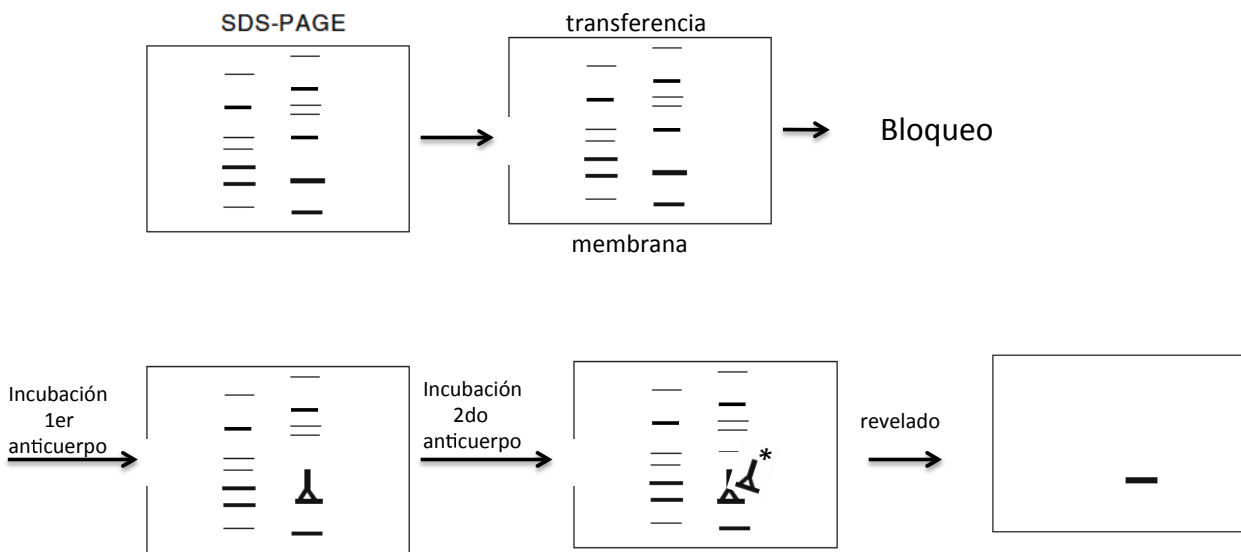 SDS-PAGE
transferencia
Bloqueo
membrana
Incubación
1er
anticuerpo
Incubación
2do
anticuerpo
*
revelado